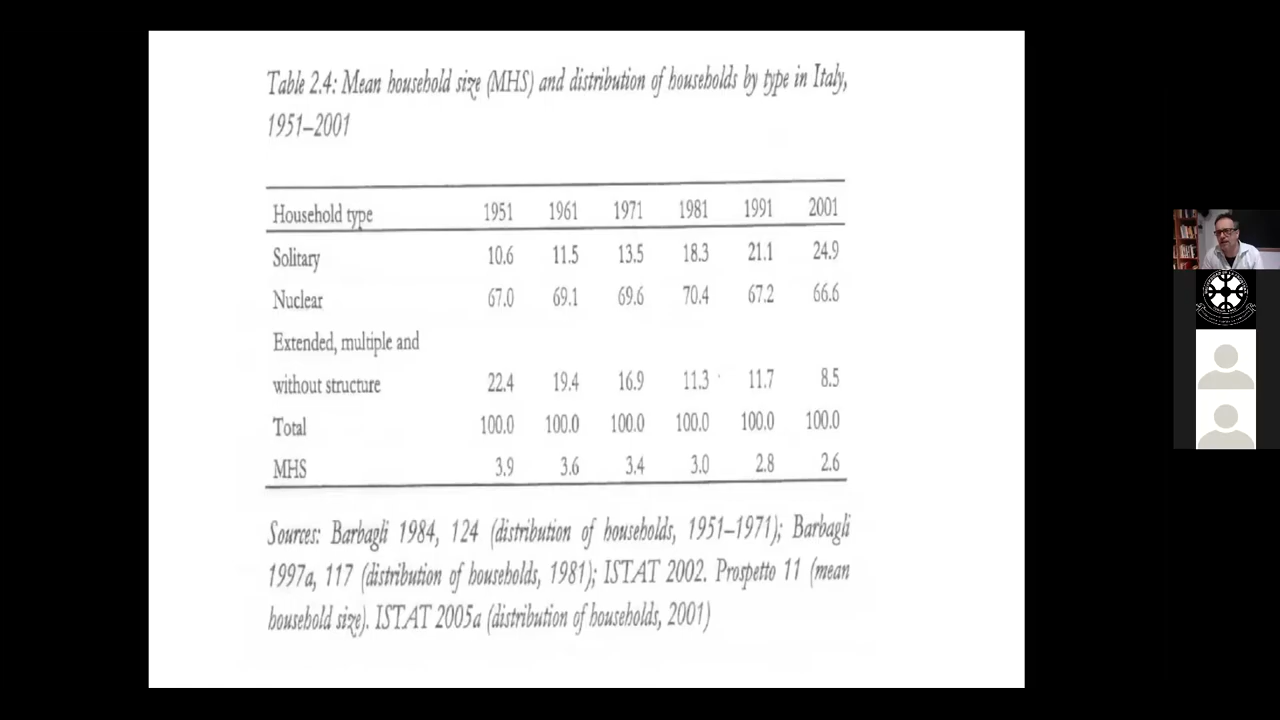 Table 2.4: Mean household size (MHS) and distribution of households by type in Italy,
1951–2001
Household type 1951 1961 1971 1981 1991 2001
Solitary 10.6 11.5 13.5 18.3 21.1 24.9
Nuclear 67.0 69.1 69.6 70.4 67.2 66.6
Extended, multiple and
without structure 22.4 19.4 16.9 11.3 11.7 8.5
Total 100.0 100.0 100.0 100.0 100.0 100.0
MHS 3.9 3.6 3.4 3.0 2.8 2.6
Sources: Barbagli 1984, 124 (distribution of households, 1951–1971); Barbagli
1997a, 117 (distribution of households, 1981); ISTAT 2002. Prospetto 11 (mean
household size). ISTAT 2005a (distribution of households, 2001)